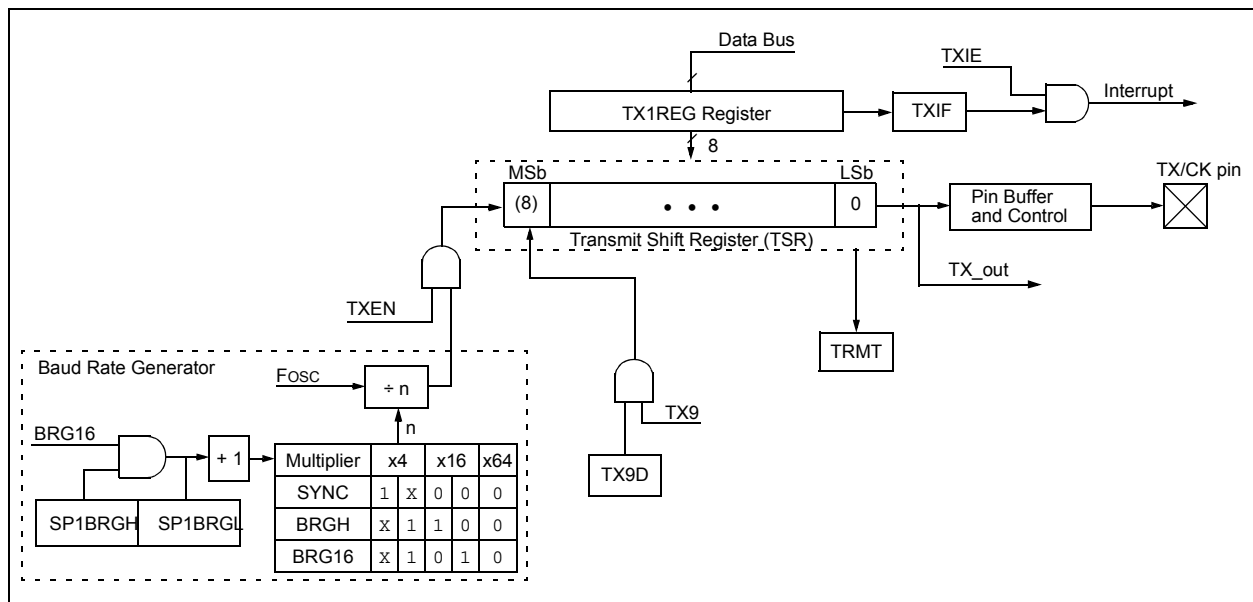 Data Bus
TXIE
Interrupt
TX1REG Register
TXIF
8
MSb
LSb
TX/CK pin
(8)
• • •
0
Pin Buffer
and Control
Transmit Shift Register (TSR)
TX_out
TXEN
TRMT
Baud Rate Generator
FOSC
÷ n
TX9
n
BRG16
+ 1
Multiplier x4 x16 x64
TX9D
SYNC 1 X 0 0 0
SP1BRGH SP1BRGL
BRGH X 1 1 0 0
BRG16 X 1 0 1 0